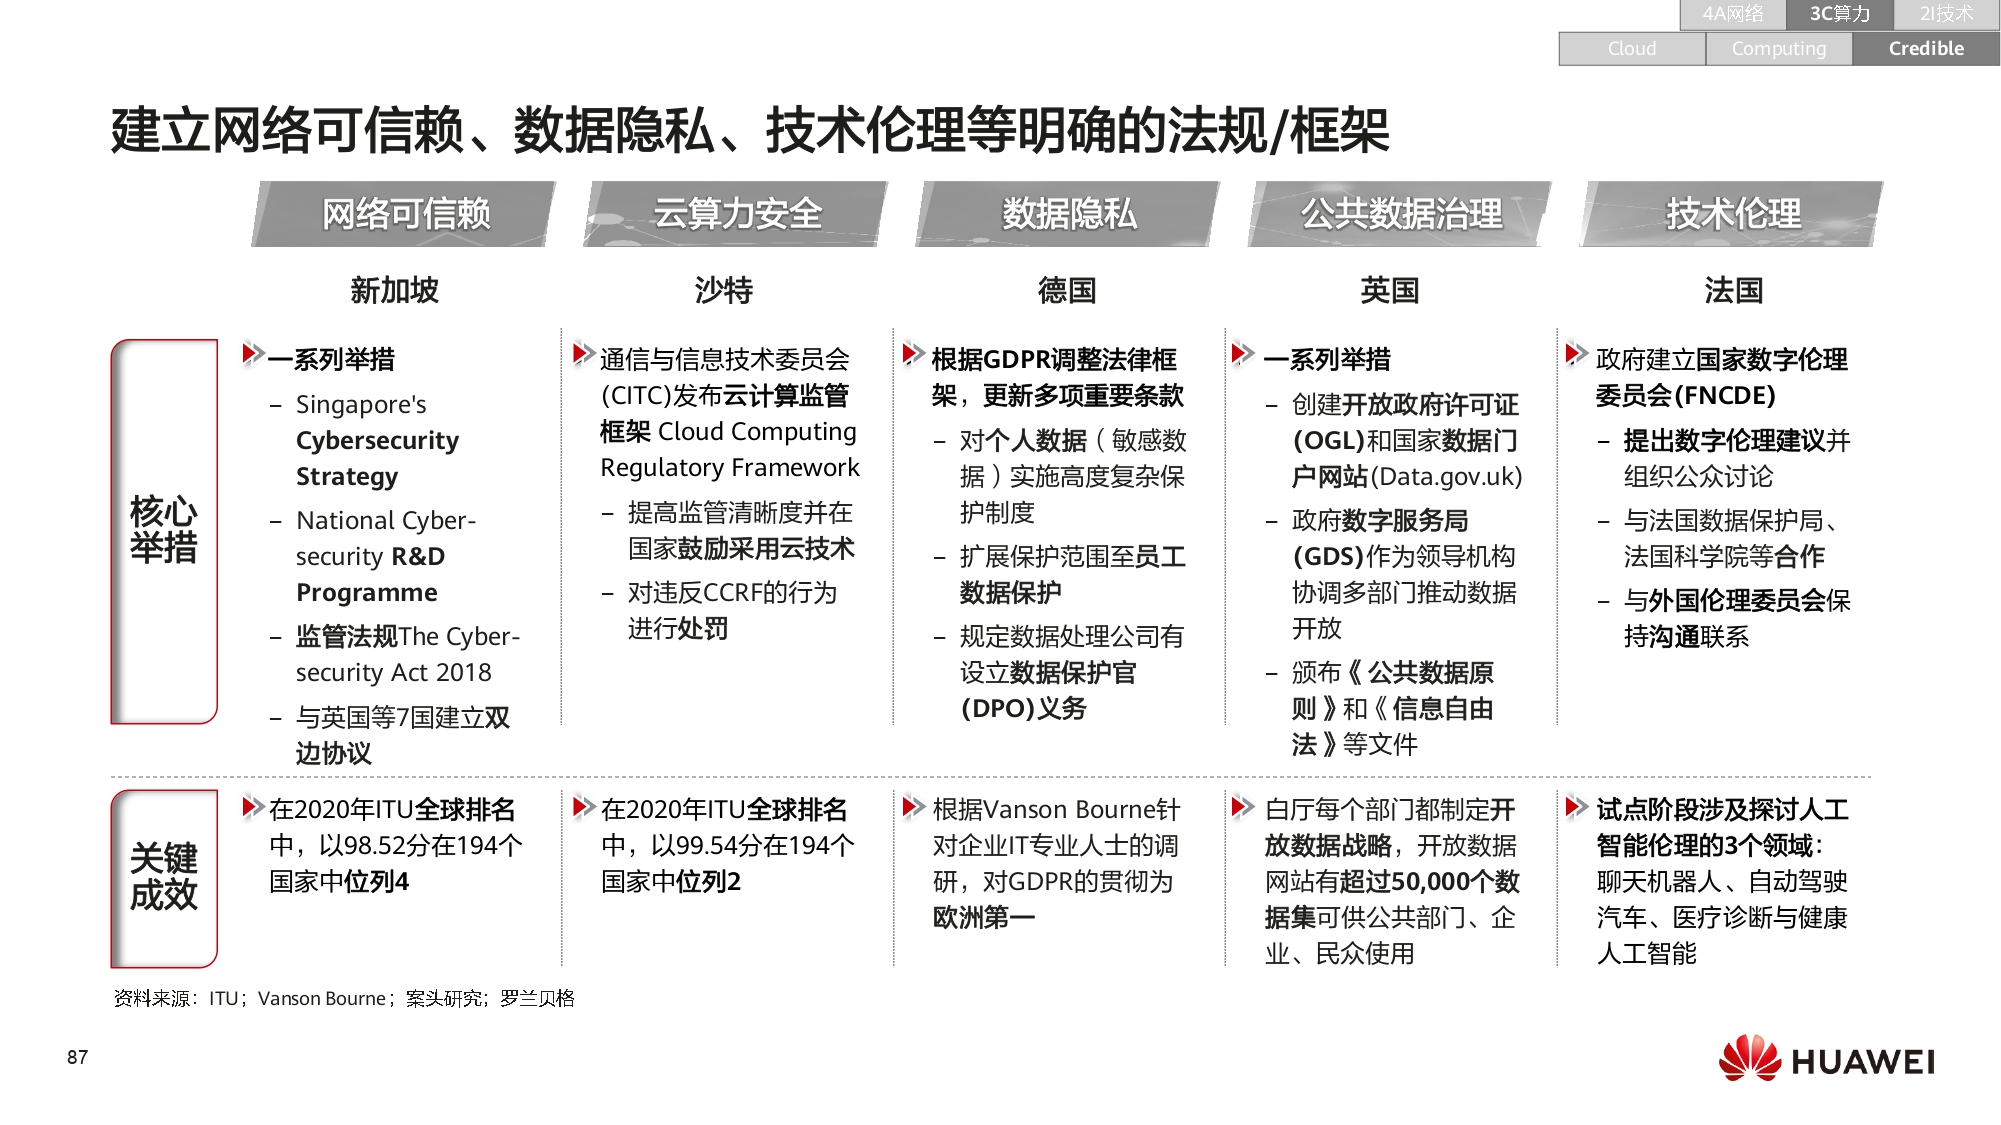 4A网络 3C算力 2I技术
Cloud Computing Credible
建立网络可信赖、数据隐私、技术伦理等明确的法规/框架
网络可信赖 云算力安全 数据隐私 公共数据治理 技术伦理
新加坡 沙特 德国 英国 法国
核心
举措
一系列举措
– Singapore's
Cybersecurity
Strategy
– National Cyber-
security R&D
Programme
– 监管法规The Cyber-
security Act 2018
– 与英国等7国建立双
边协议
通信与信息技术委员会
(CITC)发布云计算监管
框架 Cloud Computing
Regulatory Framework
– 提高监管清晰度并在
国家鼓励采用云技术
– 对违反CCRF的行为
进行处罚
根据GDPR调整法律框
架，更新多项重要条款
– 对个人数据（敏感数
据）实施高度复杂保
护制度
– 扩展保护范围至员工
数据保护
– 规定数据处理公司有
设立数据保护官
(DPO)义务
一系列举措
– 创建开放政府许可证
(OGL)和国家数据门
户网站(Data.gov.uk)
– 政府数字服务局
(GDS)作为领导机构
协调多部门推动数据
开放
– 颁布《公共数据原
则》和《信息自由
法》等文件
政府建立国家数字伦理
委员会(FNCDE)
– 提出数字伦理建议并
组织公众讨论
– 与法国数据保护局、
法国科学院等合作
– 与外国伦理委员会保
持沟通联系
关键
成效
在2020年ITU全球排名
中，以98.52分在194个
国家中位列4
在2020年ITU全球排名
中，以99.54分在194个
国家中位列2
根据Vanson Bourne针
对企业IT专业人士的调
研，对GDPR的贯彻为
欧洲第一
白厅每个部门都制定开
放数据战略，开放数据
网站有超过50,000个数
据集可供公共部门、企
业、民众使用
试点阶段涉及探讨人工
智能伦理的3个领域：
聊天机器人、自动驾驶
汽车、医疗诊断与健康
人工智能
资料来源：ITU；Vanson Bourne；案头研究；罗兰贝格
87
HUAWEI